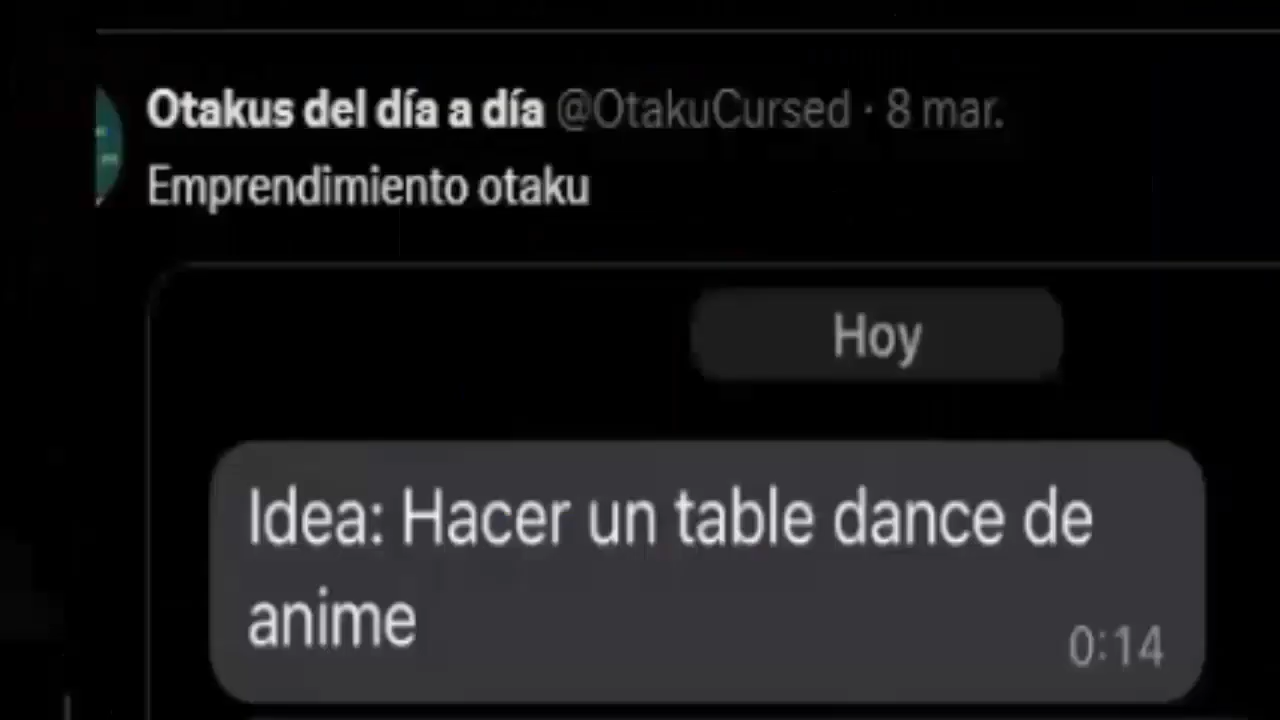 Otakus del día a día @OtakuCursed · 8 mar.
Emprendimiento otaku
Hoy
Idea: Hacer un table dance de
anime
0:14